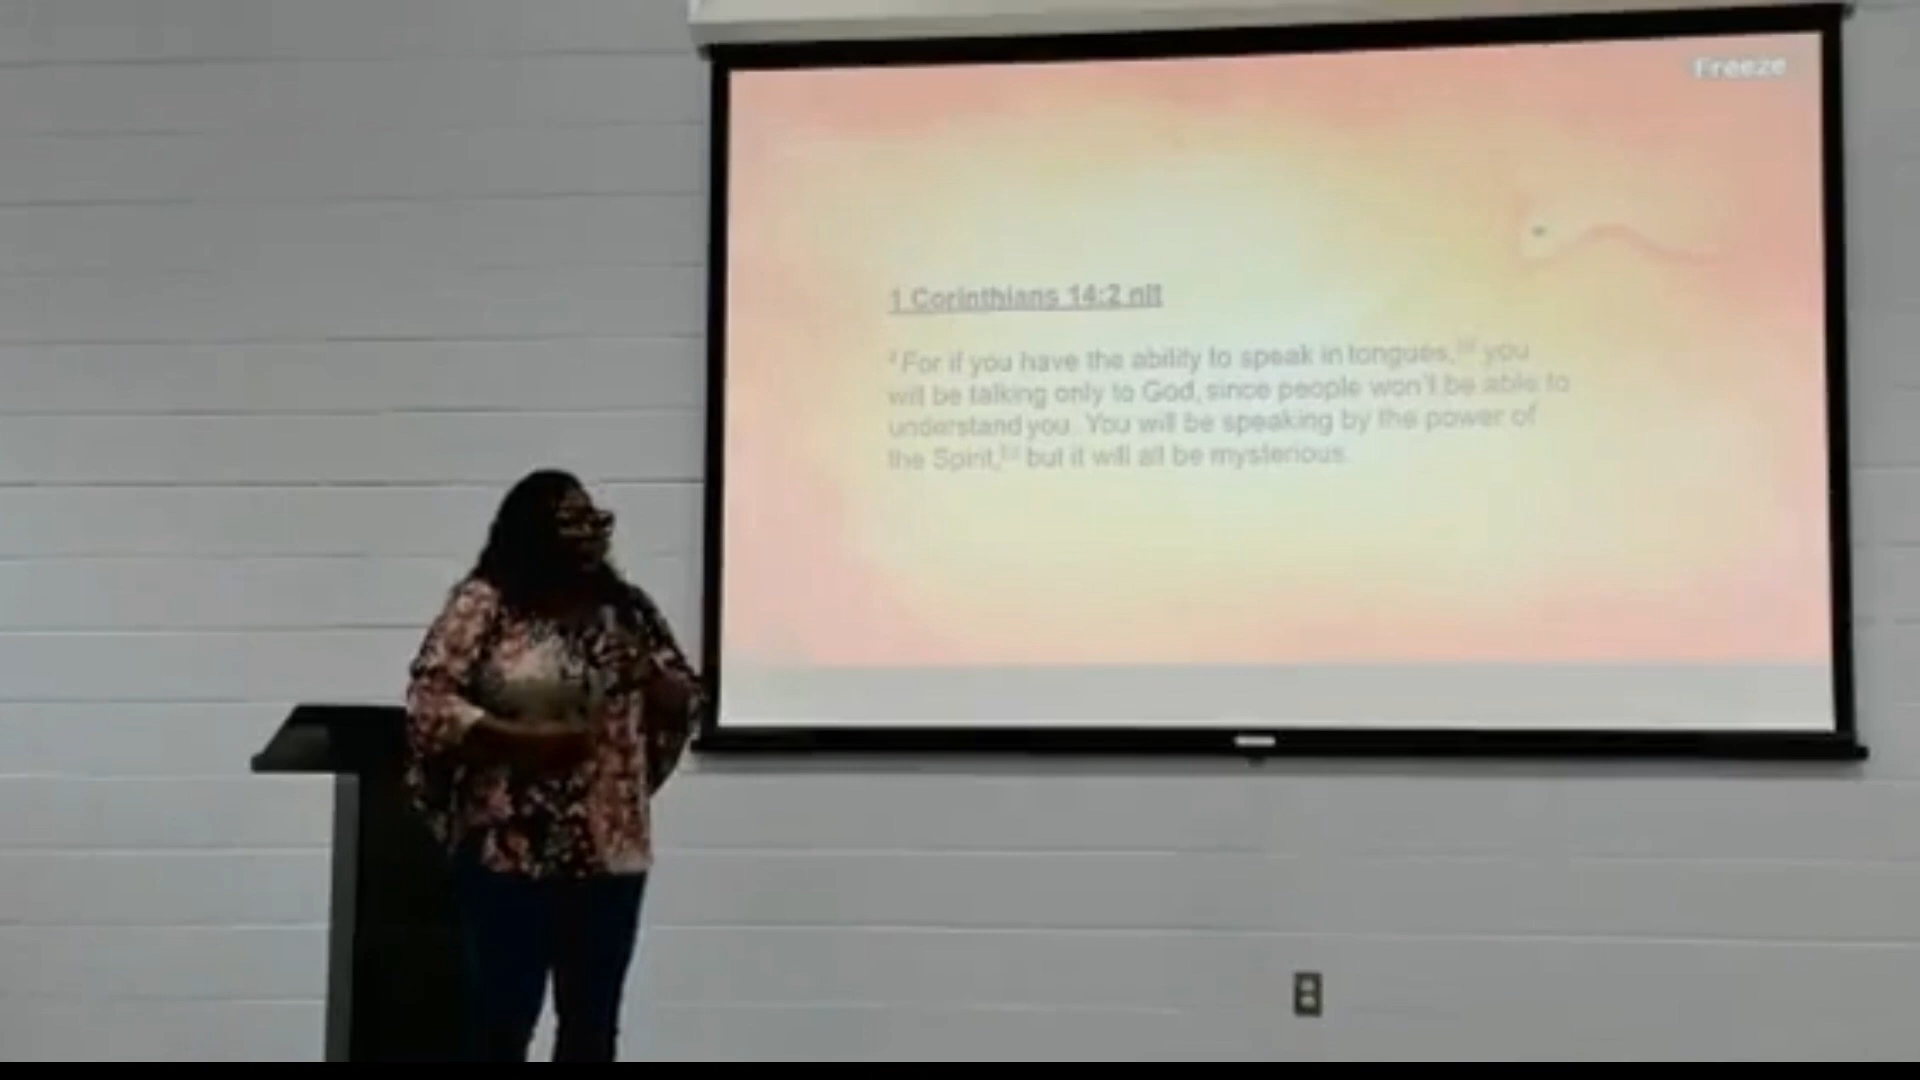 Freeze
1 Corinthians 14:2 nlt
2 For if you have the ability to speak in tongues, you
will be talking only to God, since people won't be able to
understand you. You will be speaking by the power of
the Spirit, but it will all be mysterious.